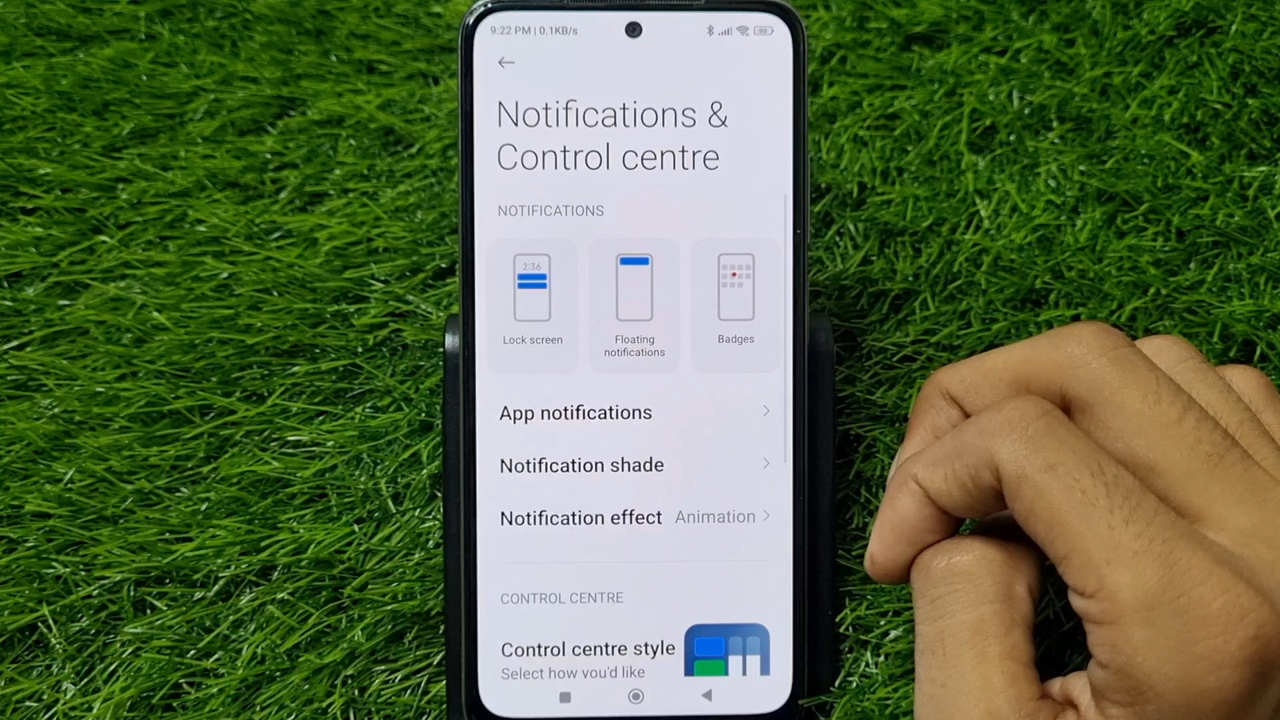 9:22 PM | 0.1KB/s
Notifications &
Control centre
NOTIFICATIONS
2:36
Lock screen
Floating
notifications
Badges
App notifications
Notification shade
Notification effect Animation
CONTROL CENTRE
Control centre style
Select how you'd like